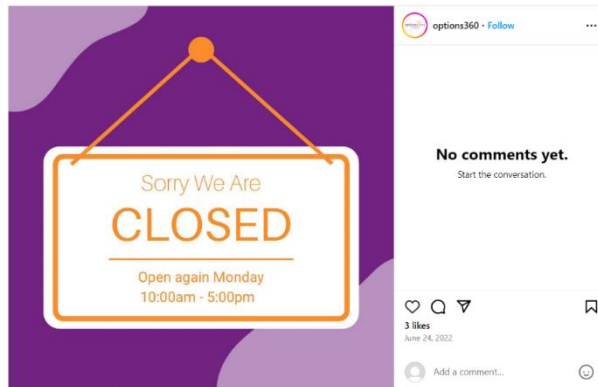 options360 • Follow
...
Sorry We Are
CLOSED
Open again Monday
10:00am - 5:00pm
No comments yet.
Start the conversation.
3 likes
June 24, 2022
Add a comment...